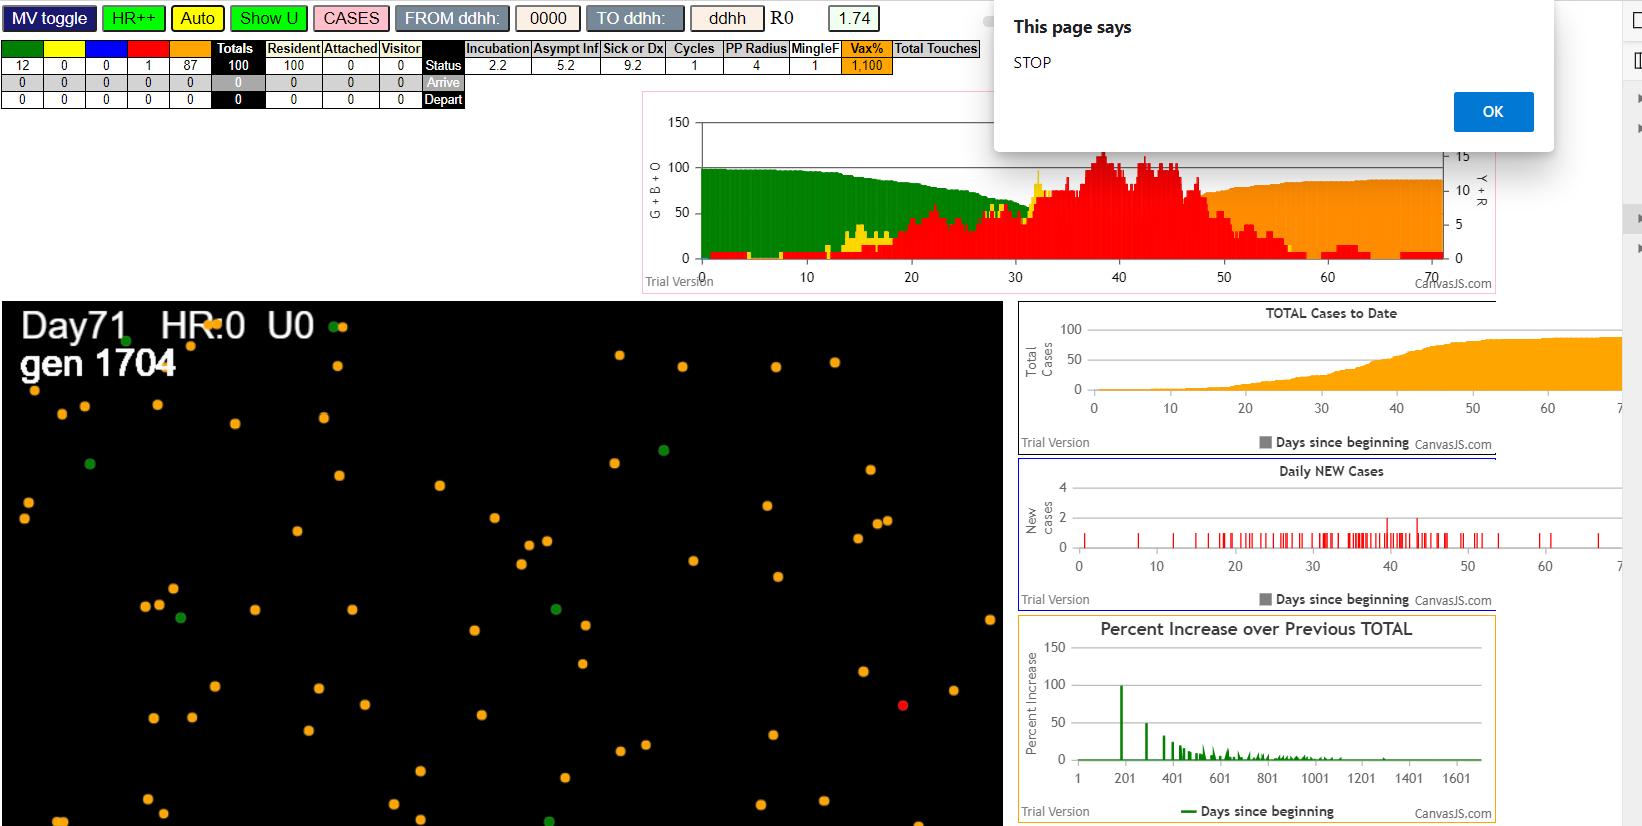 MV toggle HR++ Auto Show U CASES FROM ddhh: 0000 TO ddhh: ddhh R0 1.74
This page says
STOP
OK
Totals Resident Attached Visitor Incubation Asympt Inf Sick or Dx Cycles PP Radius MingleF Vax% Total Touches
12 0 0 1 87 100 100 0 0 Status 2.2 5.2 9.2 1 4 1 1,100
0 0 0 0 0 0 0 0 0 Arrive
0 0 0 0 0 0 0 0 0 Depart
150
100
50
0
G + B + O
15
10
5
0
Y + R
0 10 20 30 40 50 60 70
Trial Version CanvasJS.com
Day71 HR:0 U0
gen 1704
TOTAL Cases to Date
Total Cases
100
50
0
0 10 20 30 40 50 60 7
Days since beginning
Trial Version CanvasJS.com
Daily NEW Cases
New cases
4
2
0
0 10 20 30 40 50 60 7
Days since beginning
Trial Version CanvasJS.com
Percent Increase over Previous TOTAL
Percent Increase
150
100
50
0
1 201 401 601 801 1001 1201 1401 1601
Days since beginning
Trial Version CanvasJS.com